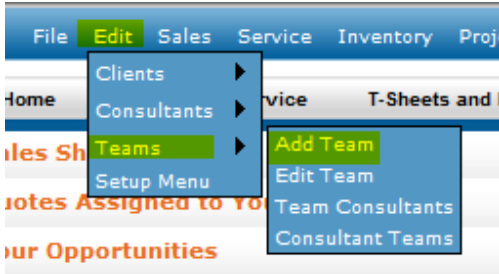 File Edit Sales Service Inventory
Clients
Home Consultants T-Sheets and
Teams Add Team
Setup Menu Edit Team
Quotes Assigned to Team Consultants
Your Opportunities Consultant Teams